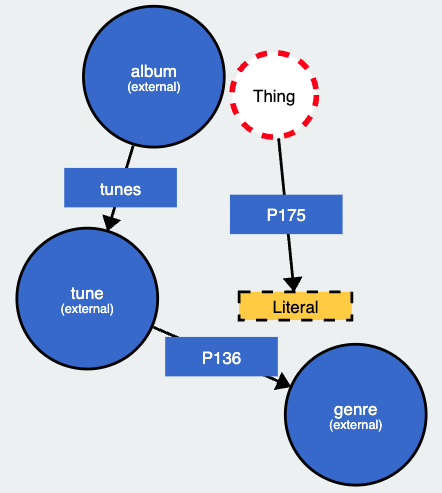 album
(external)
Thing
tunes
P175
tune
(external)
Literal
P136
genre
(external)